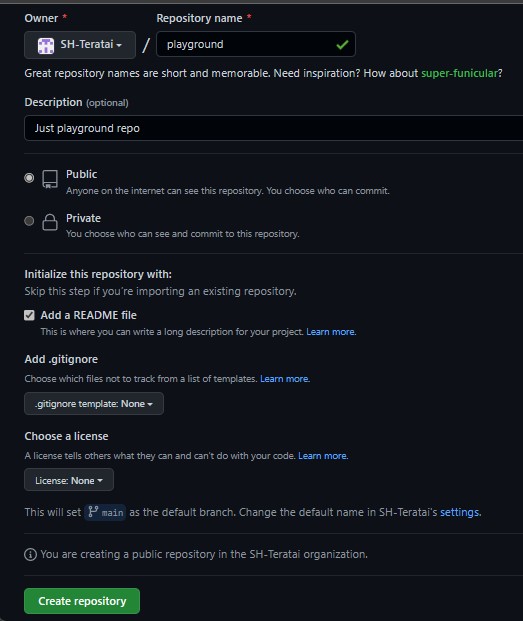 Owner * Repository name *
SH-Teratai / playground
Great repository names are short and memorable. Need inspiration? How about super-funicular?
Description (optional)
Just playground repo
Public
Anyone on the internet can see this repository. You choose who can commit.
Private
You choose who can see and commit to this repository.
Initialize this repository with:
Skip this step if you're importing an existing repository.
Add a README file
This is where you can write a long description for your project. Learn more.
Add .gitignore
Choose which files not to track from a list of templates. Learn more.
.gitignore template: None
Choose a license
A license tells others what they can and can't do with your code. Learn more.
License: None
This will set main as the default branch. Change the default name in SH-Teratai's settings.
You are creating a public repository in the SH-Teratai organization.
Create repository